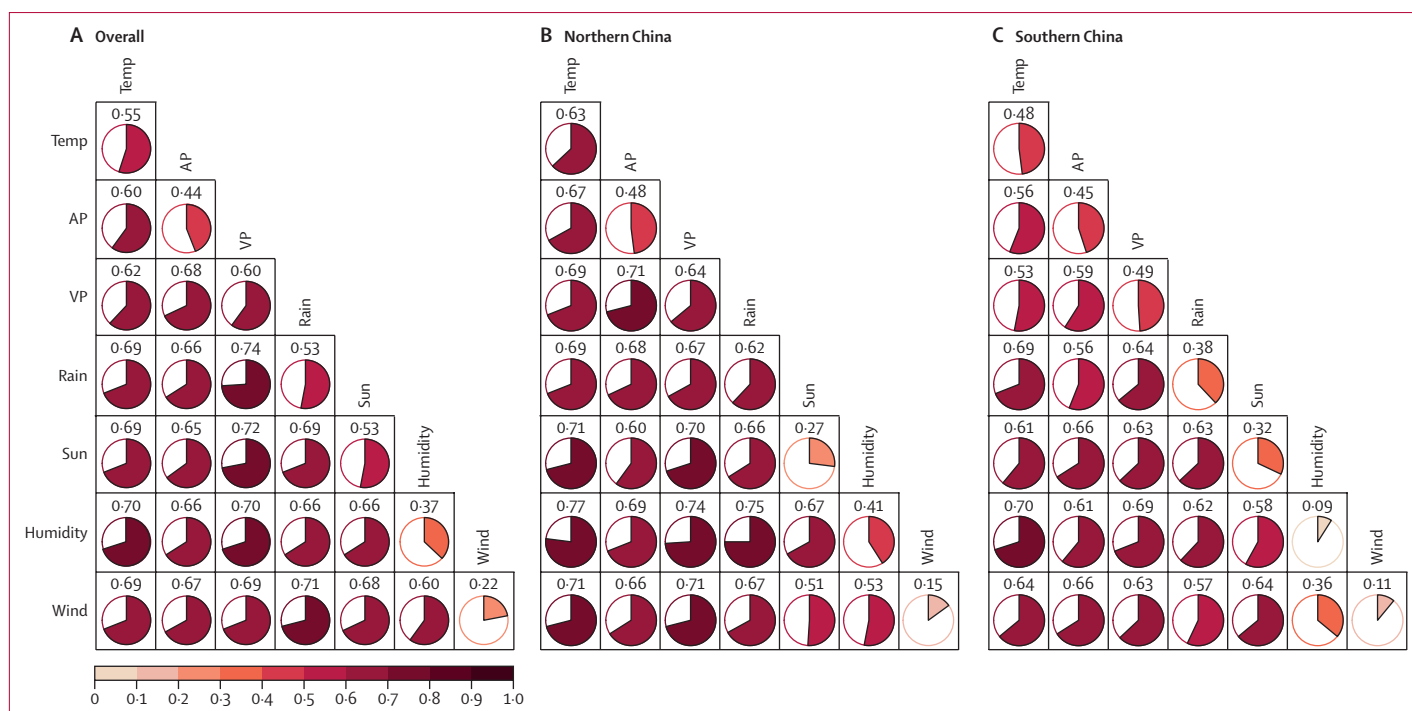 A Overall
B Northern China
C Southern China
Temp
Temp
Temp
0·55
0·63
0·48
Temp
AP
AP
AP
0·60 0·44
0·67 0·48
0·56 0·45
AP
VP
VP
VP
0·62 0·68 0·60
0·69 0·71 0·64
0·53 0·59 0·49
VP
Rain
Rain
Rain
0·69 0·66 0·74 0·53
0·69 0·68 0·67 0·62
0·69 0·56 0·64 0·38
Rain
Sun
Sun
Sun
0·69 0·65 0·72 0·69 0·53
0·71 0·60 0·70 0·66 0·27
0·61 0·66 0·63 0·63 0·32
Sun
Humidity
Humidity
Humidity
0·70 0·66 0·70 0·66 0·66 0·37
0·77 0·69 0·74 0·75 0·67 0·41
0·70 0·61 0·69 0·62 0·58 0·09
Humidity
Wind
Wind
Wind
0·69 0·67 0·69 0·71 0·68 0·60 0·22
0·71 0·66 0·71 0·67 0·51 0·53 0·15
0·64 0·66 0·63 0·57 0·64 0·36 0·11
Wind
0 0·1 0·2 0·3 0·4 0·5 0·6 0·7 0·8 0·9 1·0